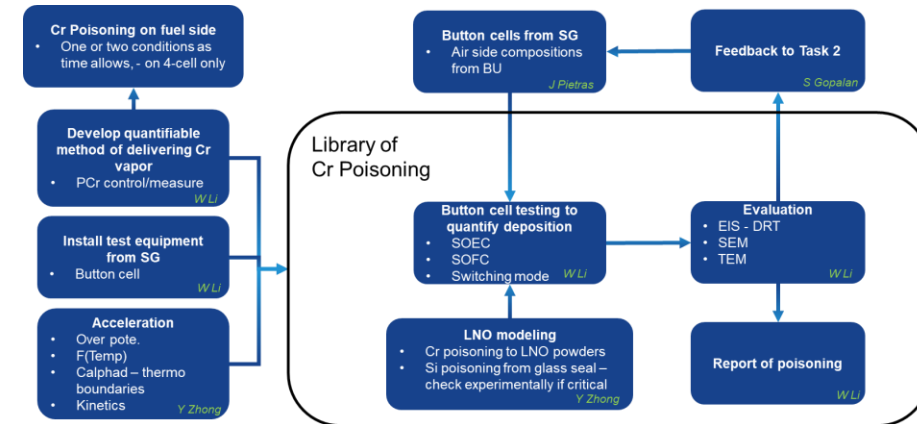 Cr Poisoning on fuel side
• One or two conditions as
time allows, - on 4-cell only
Develop quantifiable
method of delivering Cr
vapor
• PCr control/measure
W Li
Install test equipment
from SG
• Button cell
W Li
Acceleration
• Over pote.
• F(Temp)
• Calphad – thermo
boundaries
• Kinetics
Y Zhong
Button cells from SG
• Air side compositions
from BU
J Pietras
Feedback to Task 2
S Gopalan
Library of
Cr Poisoning
Button cell testing to
quantify deposition
• SOEC
• SOFC
• Switching mode
W Li
Evaluation
• EIS - DRT
• SEM
• TEM
W Li
LNO modeling
• Cr poisoning to LNO powders
• Si poisoning from glass seal –
check experimentally if critical
Y Zhong
Report of poisoning
W Li